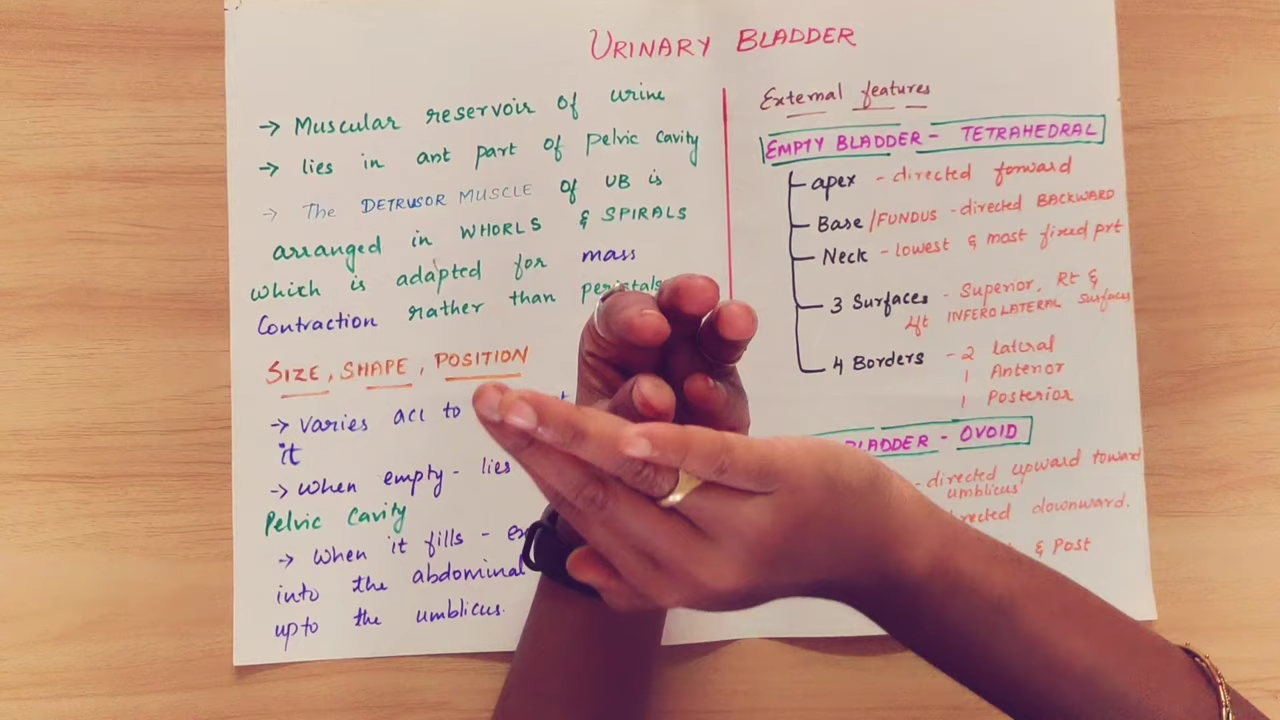 URINARY BLADDER
→ Muscular reservoir of urine
→ lies in ant part of pelvic cavity
→ The DETRUSOR MUSCLE of UB is
arranged in WHORLS & SPIRALS
which is adapted for mass
Contraction rather than peristals
SIZE, SHAPE, POSITION
→ Varies acc to
it
→ When empty - lies
Pelvic Cavity
→ When it fills -
into the abdominal
upto the umblicus.
External features
EMPTY BLADDER - TETRAHEDRAL
apex - directed forward
Base/FUNDUS - directed BACKWARD
Neck - lowest & most fixed prt
3 Surfaces - Superior, Rt &
Lft INFEROLATERAL Surfaces
4 Borders - 2 lateral
1 Anterior
1 Posterior
BLADDER - OVOID
- directed upward toward
umblicus
directed downward.
& Post